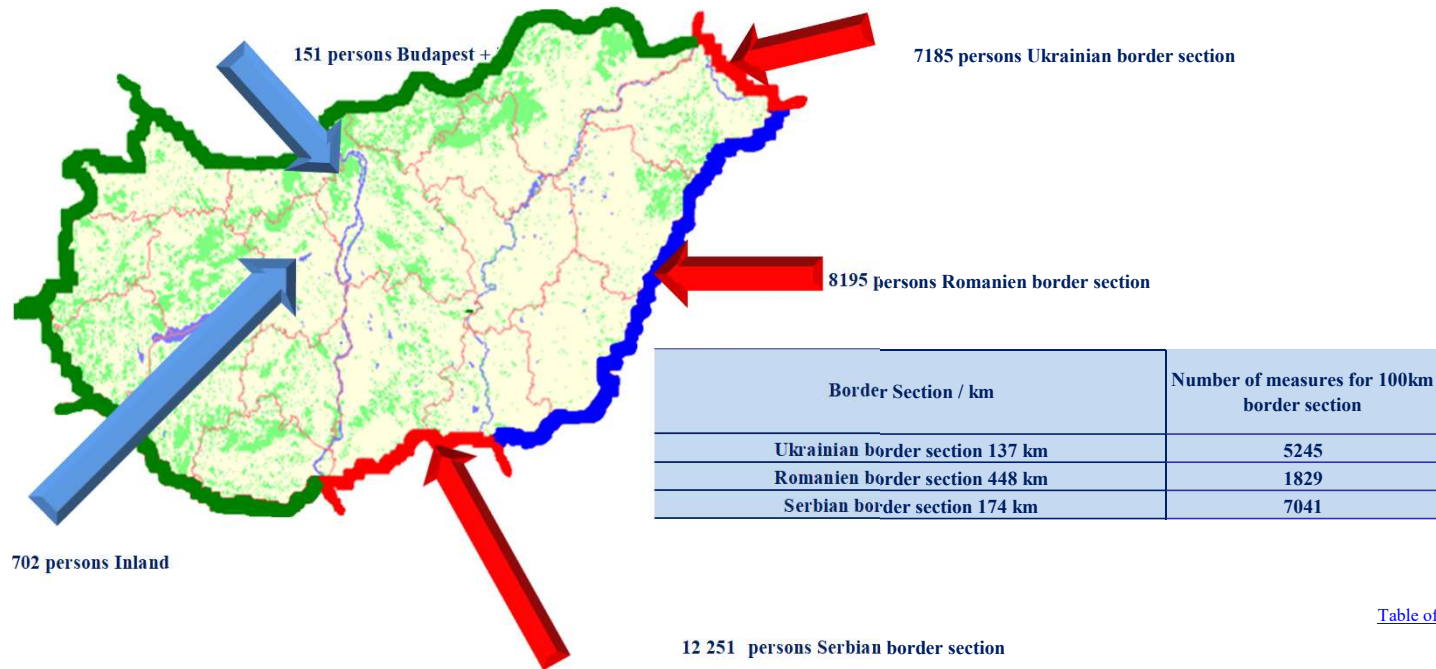 151 persons Budapest +
7185 persons Ukrainian border section
8195 persons Romanien border section
Border Section / km
Number of measures for 100km
border section
Ukrainian border section 137 km 5245
Romanien border section 448 km 1829
Serbian border section 174 km 7041
702 persons Inland
Table of
12 251 persons Serbian border section